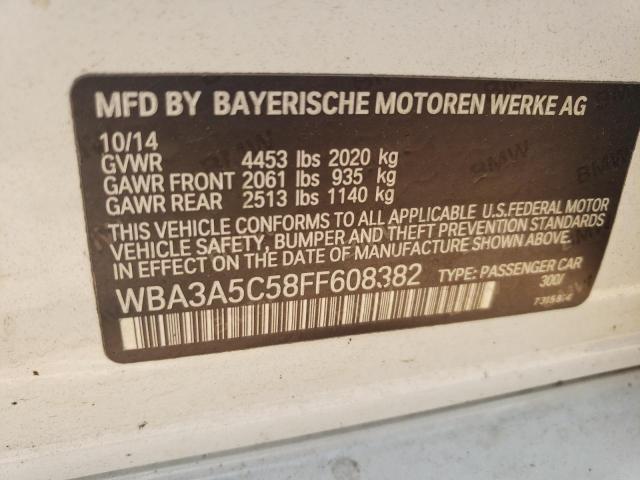 MFD BY BAYERISCHE MOTOREN WERKE AG
10/14
GVWR 4453 lbs 2020 kg
GAWR FRONT 2061 lbs 935 kg
GAWR REAR 2513 lbs 1140 kg
THIS VEHICLE CONFORMS TO ALL APPLICABLE U.S.FEDERAL MOTOR
VEHICLE SAFETY, BUMPER AND THEFT PREVENTION STANDARDS
IN EFFECT ON THE DATE OF MANUFACTURE SHOWN ABOVE.
WBA3A5C58FF608382 TYPE: PASSENGER CAR
300/